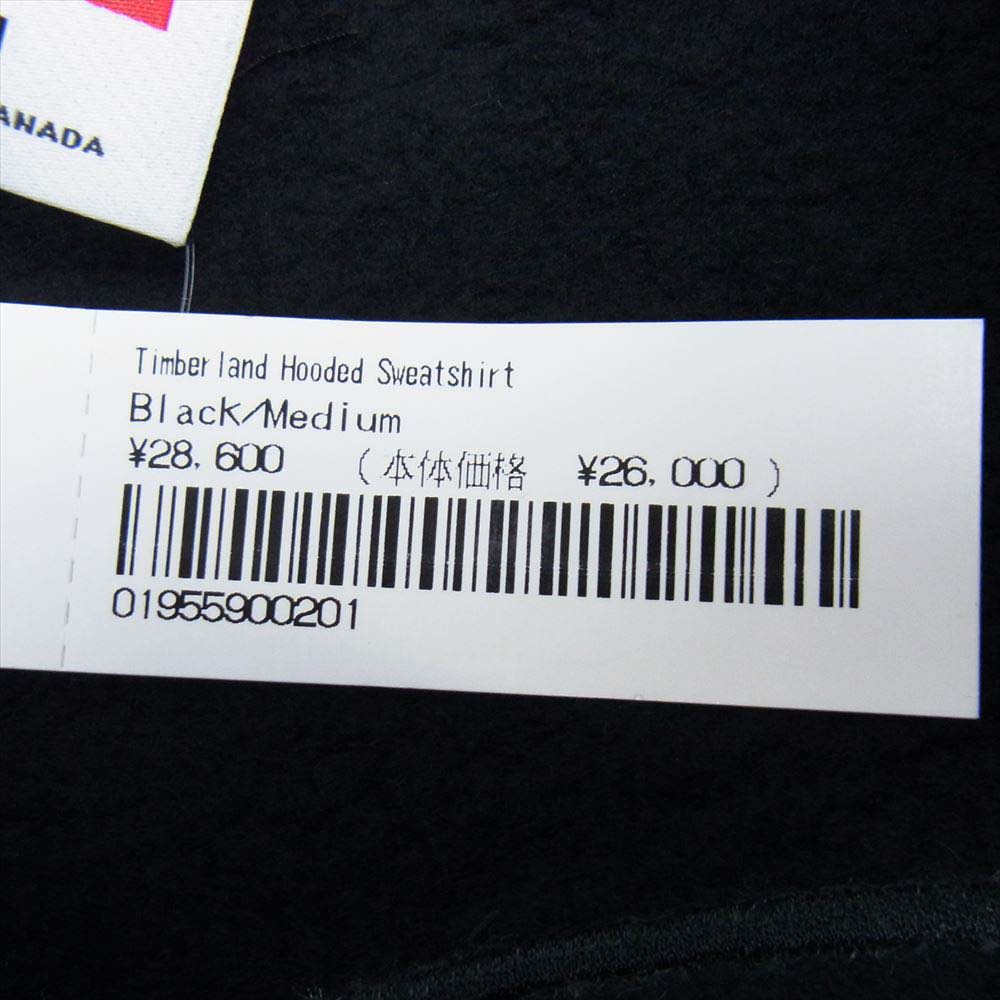 ANADA
Timberland Hooded Sweatshirt
Black/Medium
¥28,600 (本体価格 ¥26,000)
01955900201